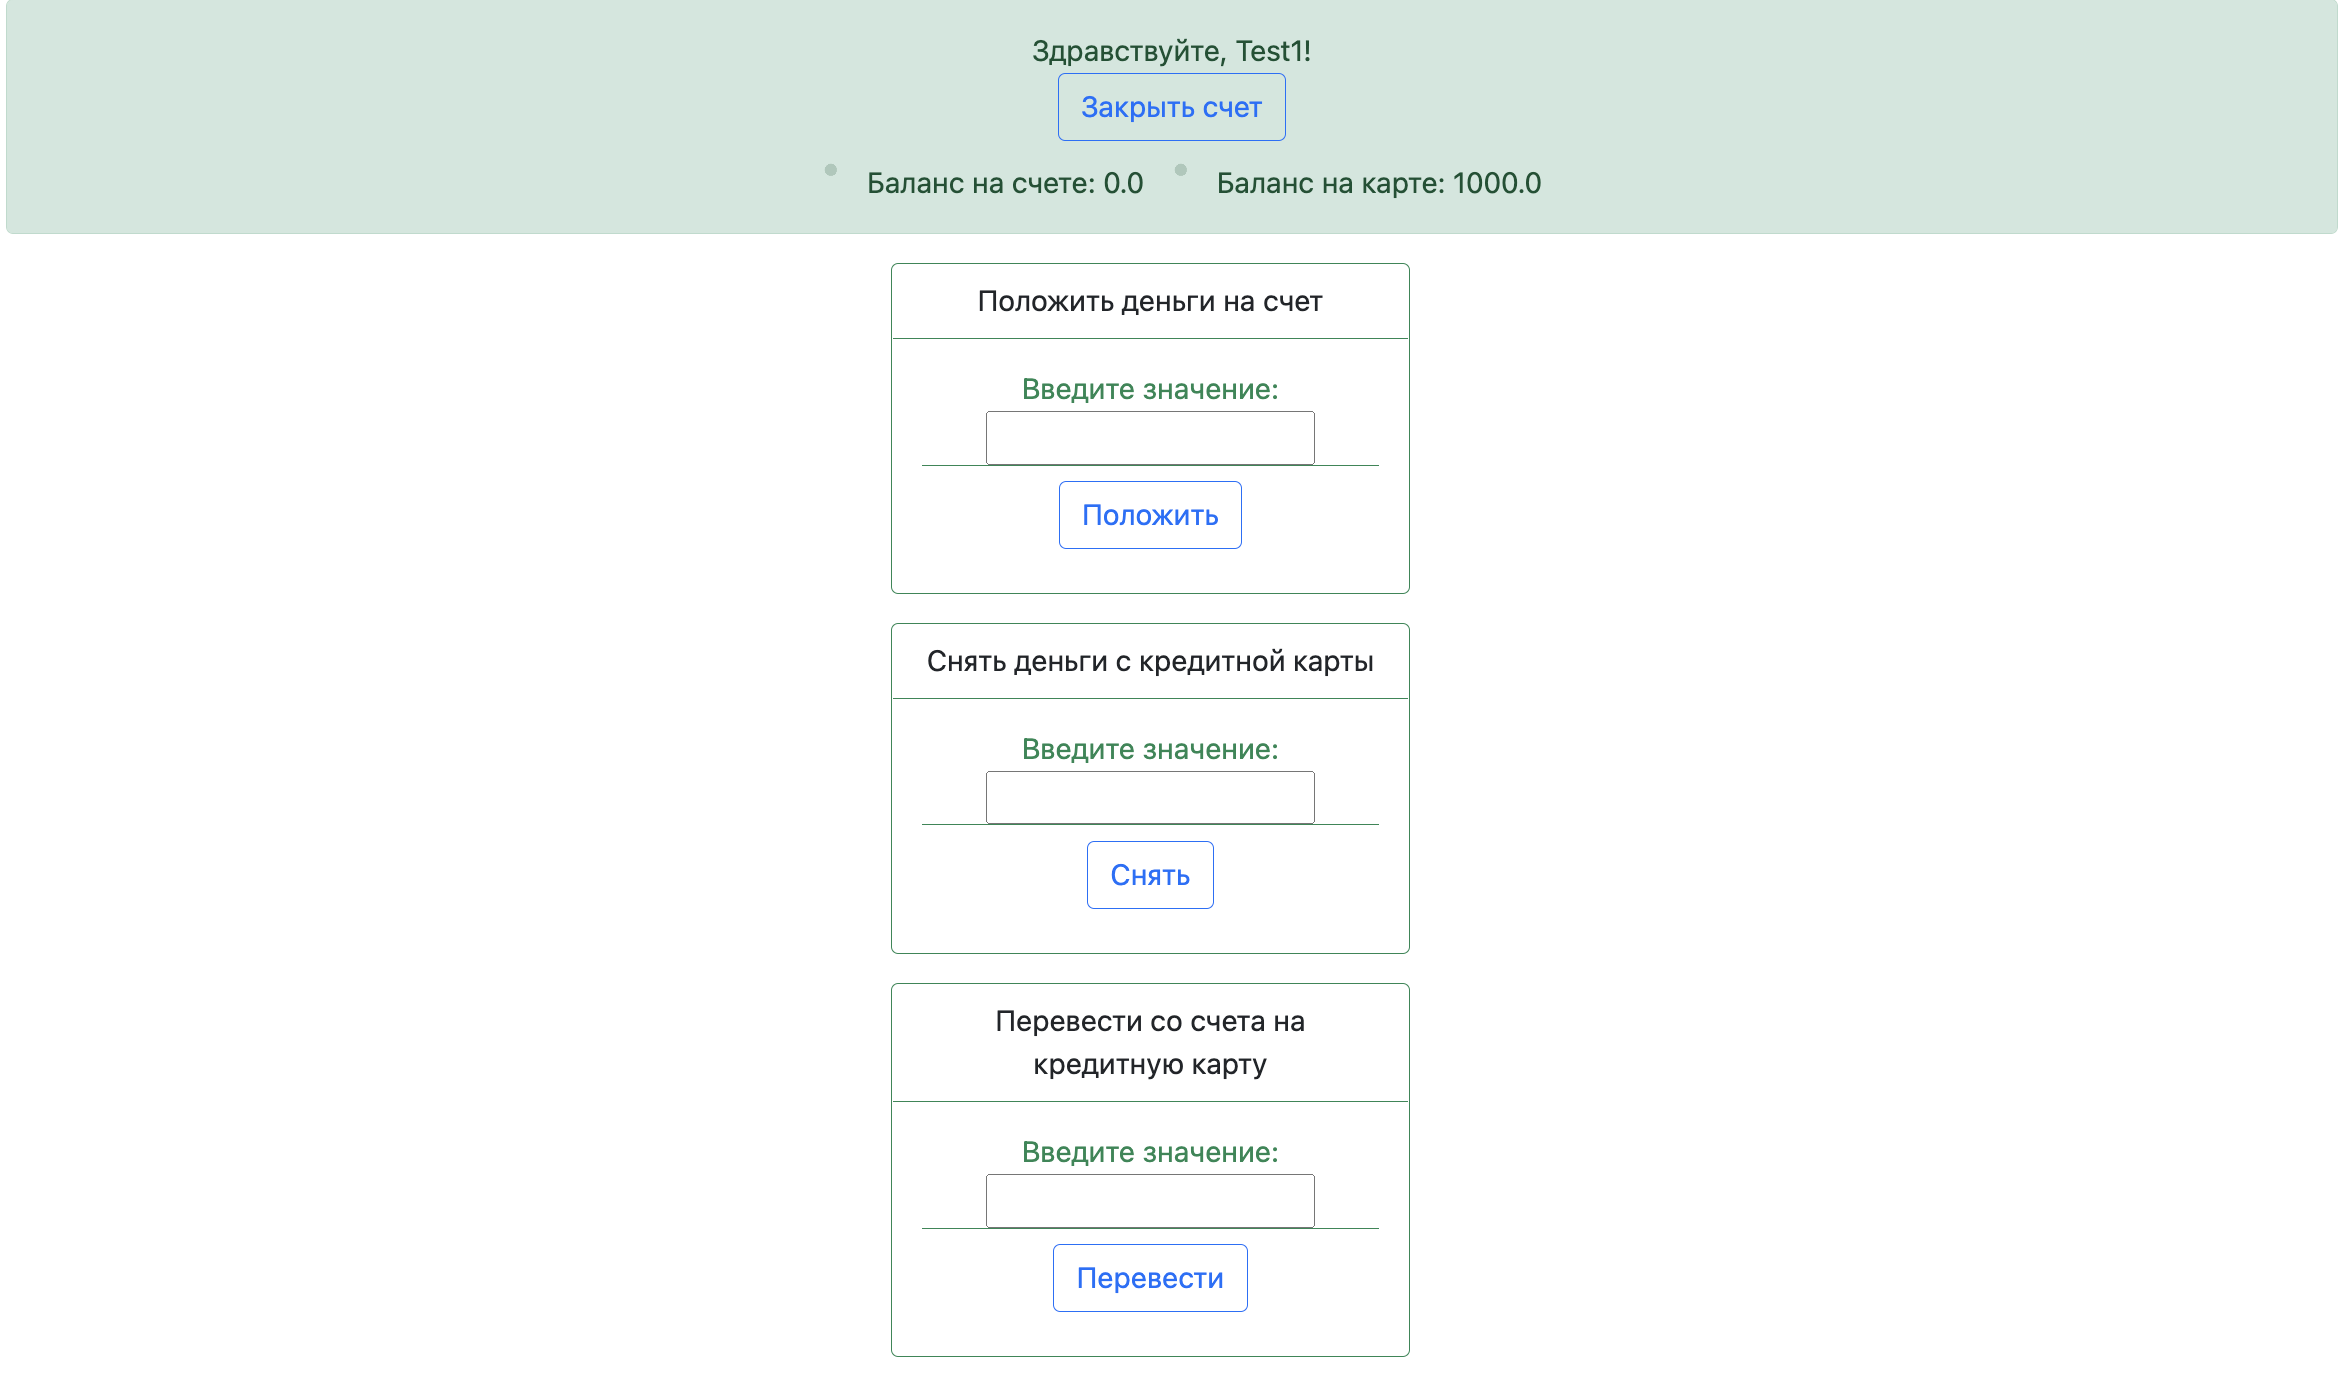 Здравствуйте, Test1!
Закрыть счет
Баланс на счете: 0.0 Баланс на карте: 1000.0
Положить деньги на счет
Введите значение:
Положить
Снять деньги с кредитной карты
Введите значение:
Снять
Перевести со счета на
кредитную карту
Введите значение:
Перевести